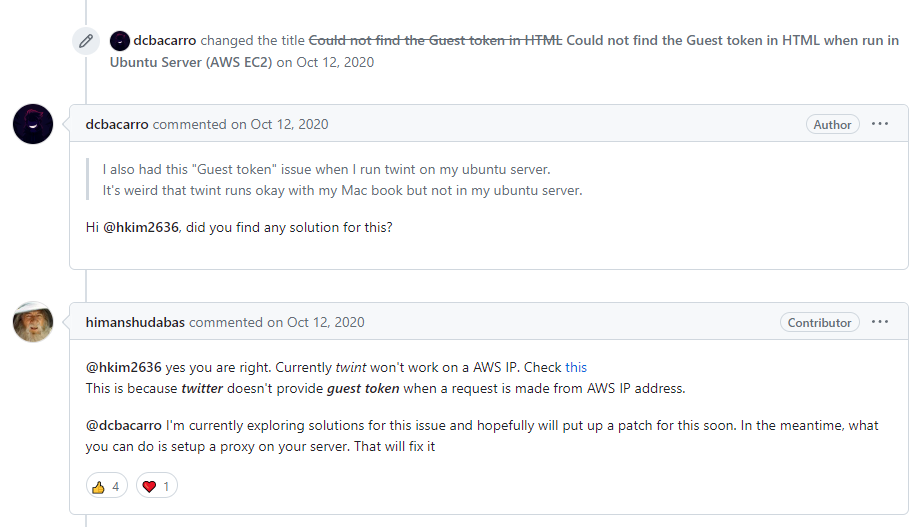 dcbacarro changed the title Could not find the Guest token in HTML Could not find the Guest token in HTML when run in
Ubuntu Server (AWS EC2) on Oct 12, 2020
dcbacarro commented on Oct 12, 2020
Author
I also had this "Guest token" issue when I run twint on my ubuntu server.
It's weird that twint runs okay with my Mac book but not in my ubuntu server.
Hi @hkim2636, did you find any solution for this?
himanshudabas commented on Oct 12, 2020
Contributor
@hkim2636 yes you are right. Currently twint won't work on a AWS IP. Check this
This is because twitter doesn't provide guest token when a request is made from AWS IP address.
@dcbacarro I'm currently exploring solutions for this issue and hopefully will put up a patch for this soon. In the meantime, what
you can do is setup a proxy on your server. That will fix it
4
1